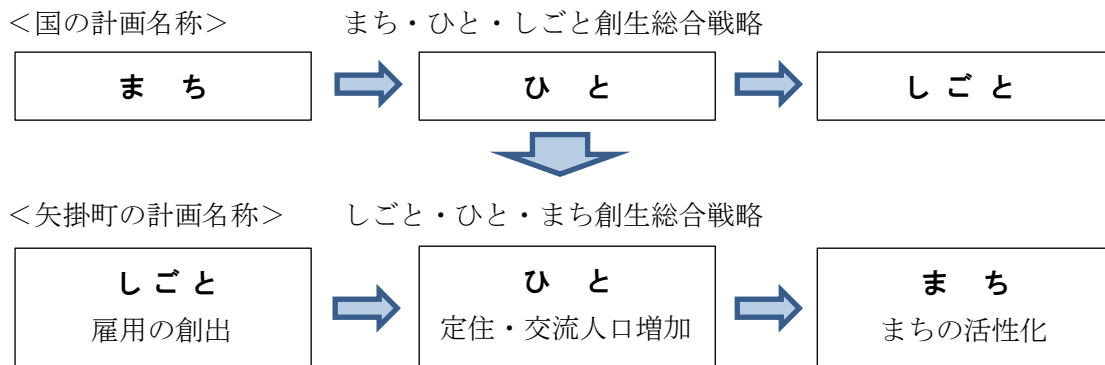 ＜国の計画名称＞　まち・ひと・しごと創生総合戦略
まち　ひと　しごと
＜矢掛町の計画名称＞　しごと・ひと・まち創生総合戦略
しごと　ひと　まち
雇用の創出　定住・交流人口増加　まちの活性化